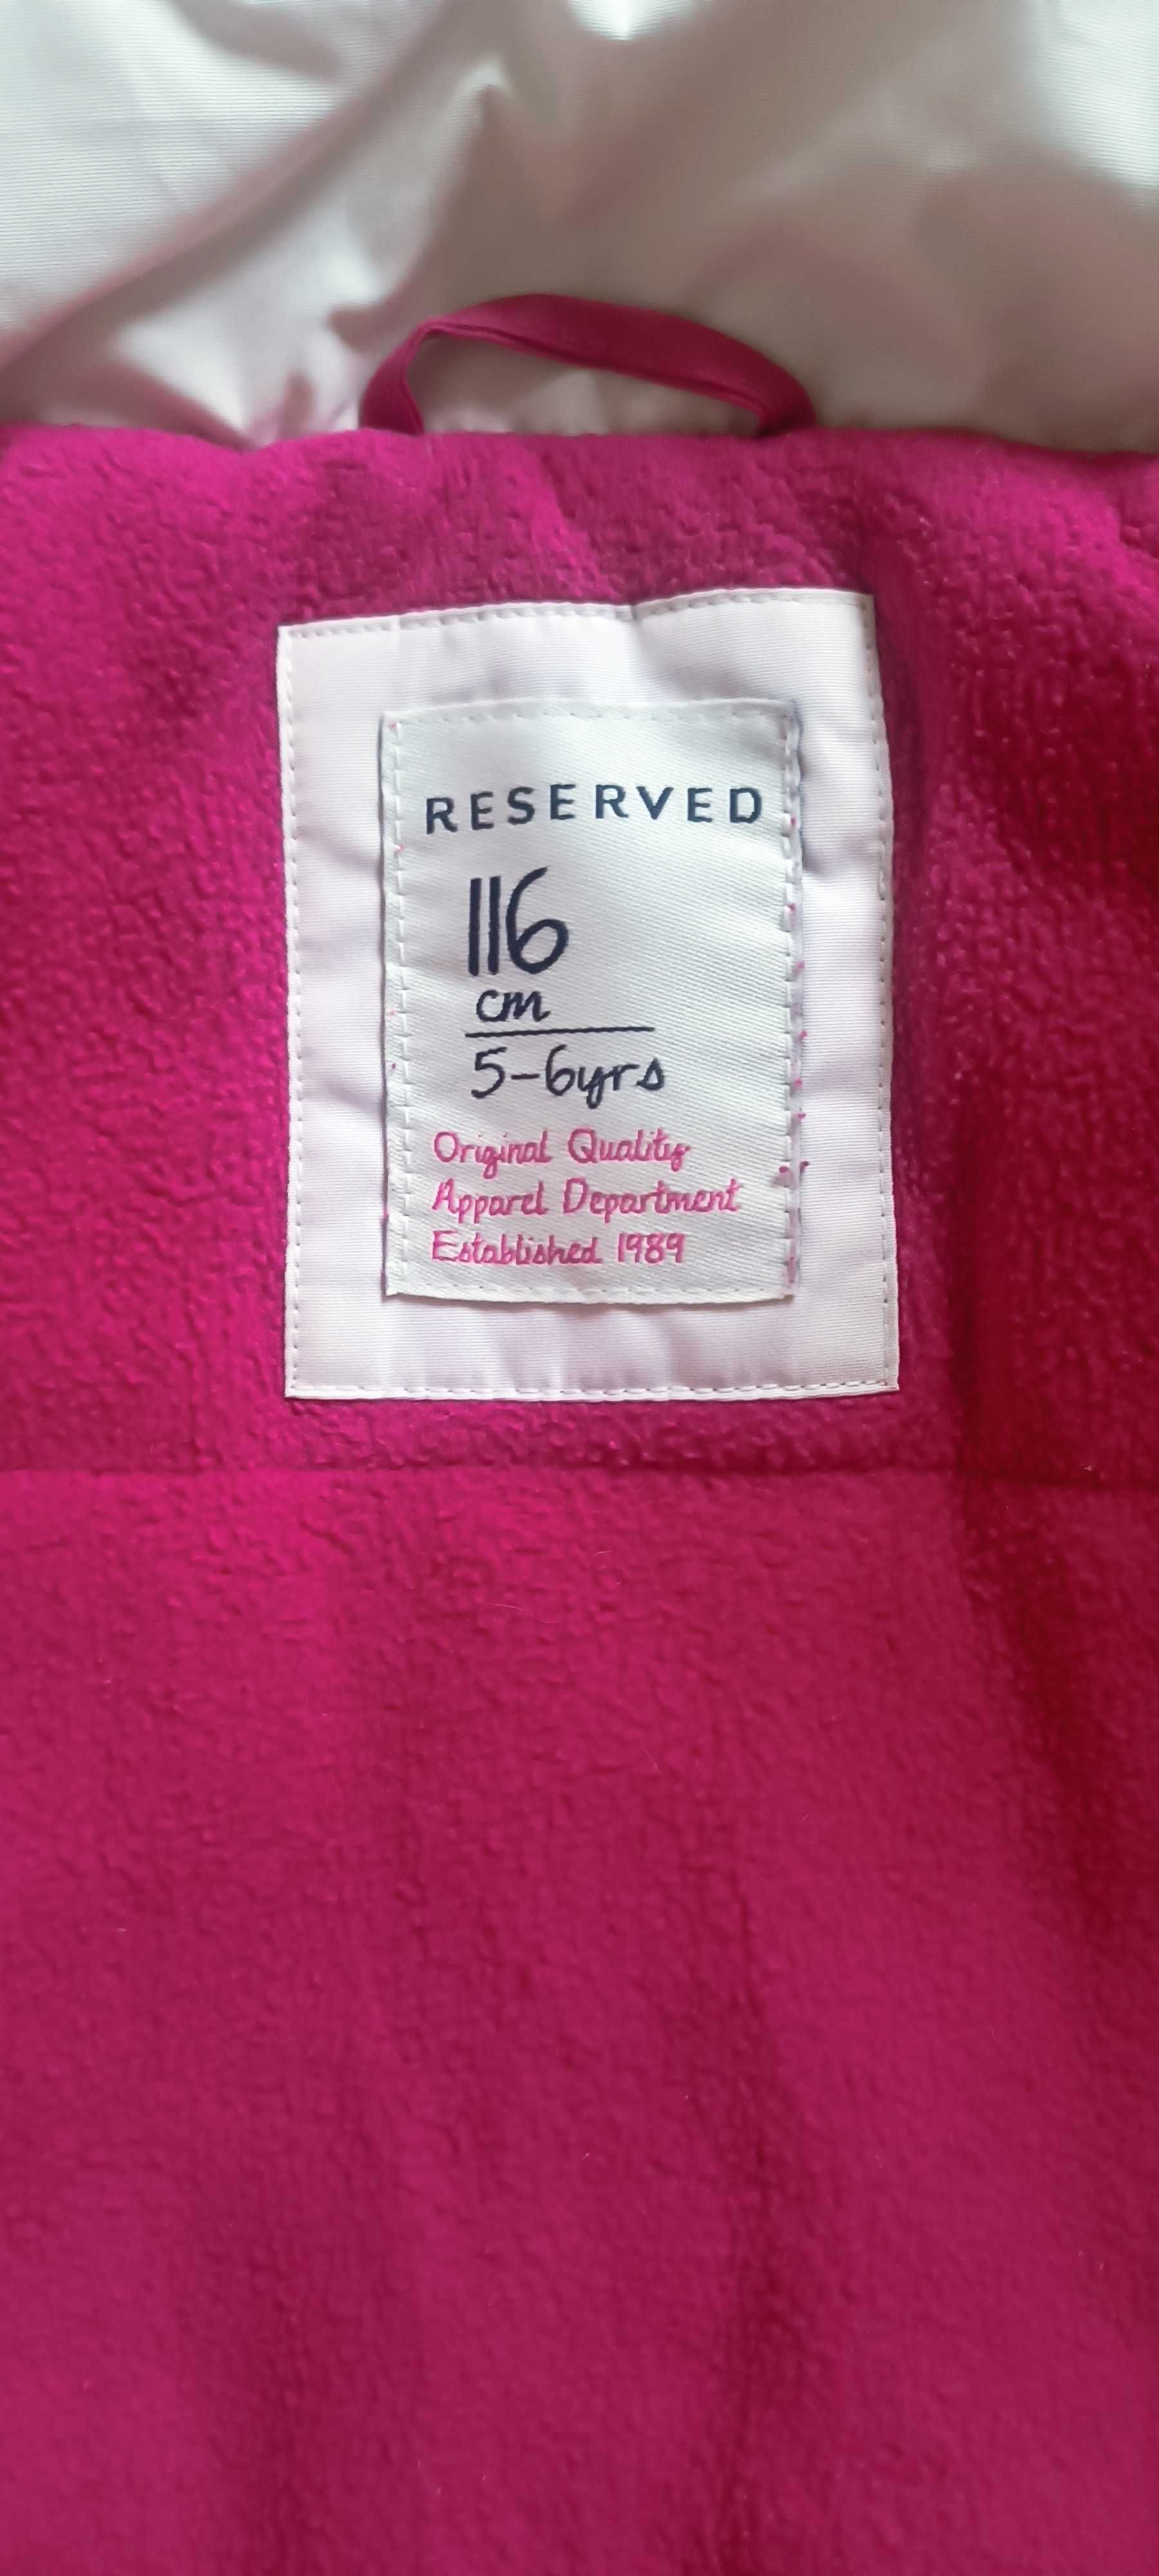 RESERVED
116
cm
5-6yrs
Original Quality
Apparel Department
Established 1989